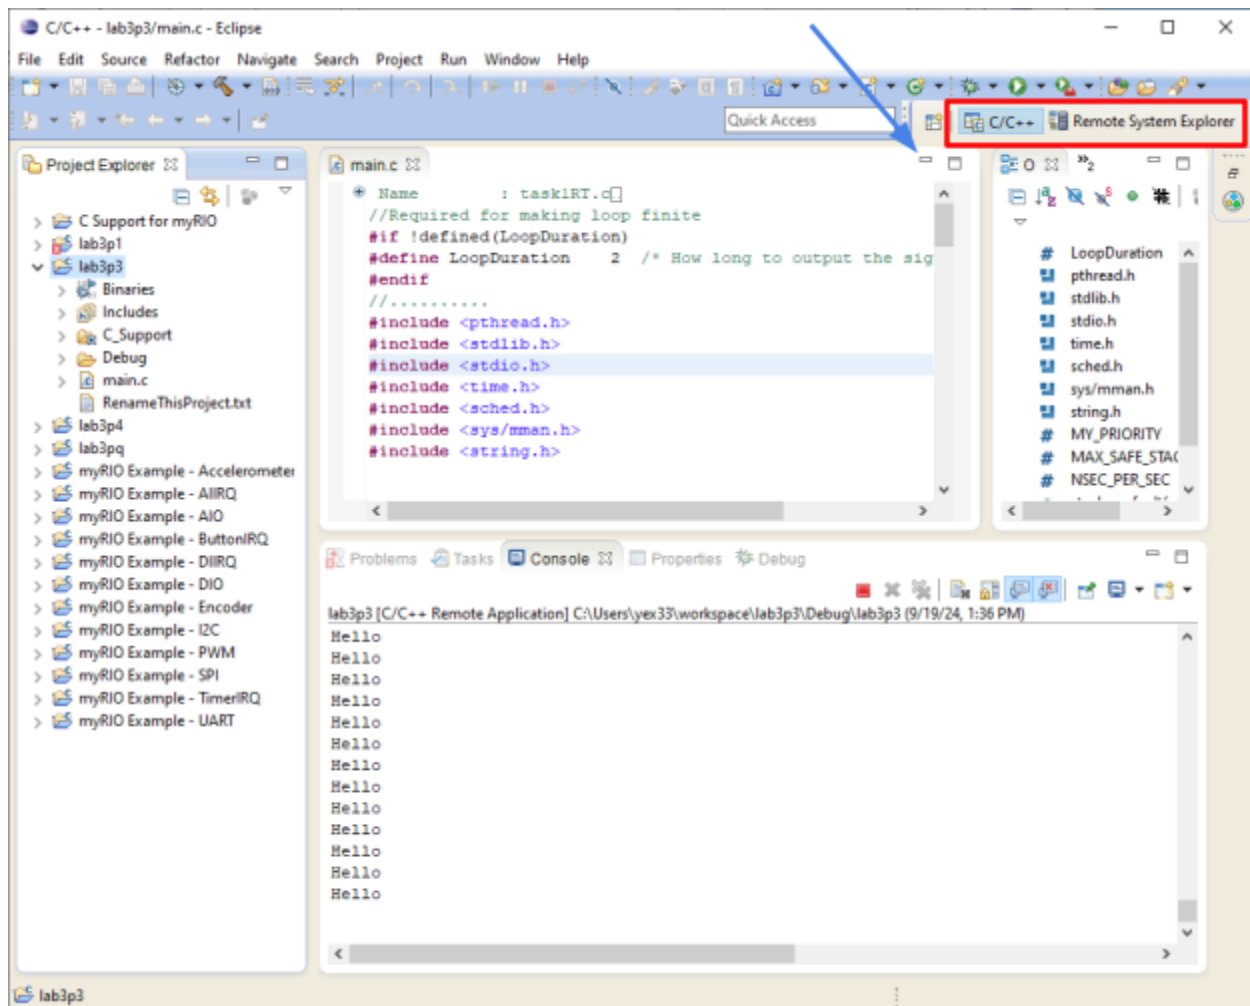 C/C++ - lab3p3/main.c - Eclipse
File Edit Source Refactor Navigate Search Project Run Window Help
Quick Access
C/C++ Remote System Explorer
Project Explorer
C Support for myRIO
lab3p1
lab3p3
Binaries
Includes
C_Support
Debug
main.c
RenameThisProject.txt
lab3p4
lab3pq
myRIO Example - Accelerometer
myRIO Example - AIIRQ
myRIO Example - AIO
myRIO Example - ButtonIRQ
myRIO Example - DIIRQ
myRIO Example - DIO
myRIO Example - Encoder
myRIO Example - I2C
myRIO Example - PWM
myRIO Example - SPI
myRIO Example - TimerIRQ
myRIO Example - UART
main.c
Name : task1RT.c
//Required for making loop finite
#if !defined(LoopDuration)
#define LoopDuration 2 /* How long to output the sig
#endif
//..........
#include <pthread.h>
#include <stdlib.h>
#include <stdio.h>
#include <time.h>
#include <sched.h>
#include <sys/mman.h>
#include <string.h>
O »2
LoopDuration
pthread.h
stdlib.h
stdio.h
time.h
sched.h
sys/mman.h
string.h
MY_PRIORITY
MAX_SAFE_STAC
NSEC_PER_SEC
Problems Tasks Console Properties Debug
lab3p3 [C/C++ Remote Application] C:\Users\yex33\workspace\lab3p3\Debug\lab3p3 (9/19/24, 1:36 PM)
Hello
Hello
Hello
Hello
Hello
Hello
Hello
Hello
Hello
Hello
Hello
Hello
Hello
lab3p3